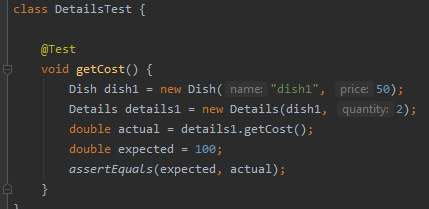 class DetailsTest {
@Test
void getCost() {
Dish dish1 = new Dish( name: "dish1", price: 50);
Details details1 = new Details(dish1, quantity: 2);
double actual = details1.getCost();
double expected = 100;
assertEquals(expected, actual);
}
}